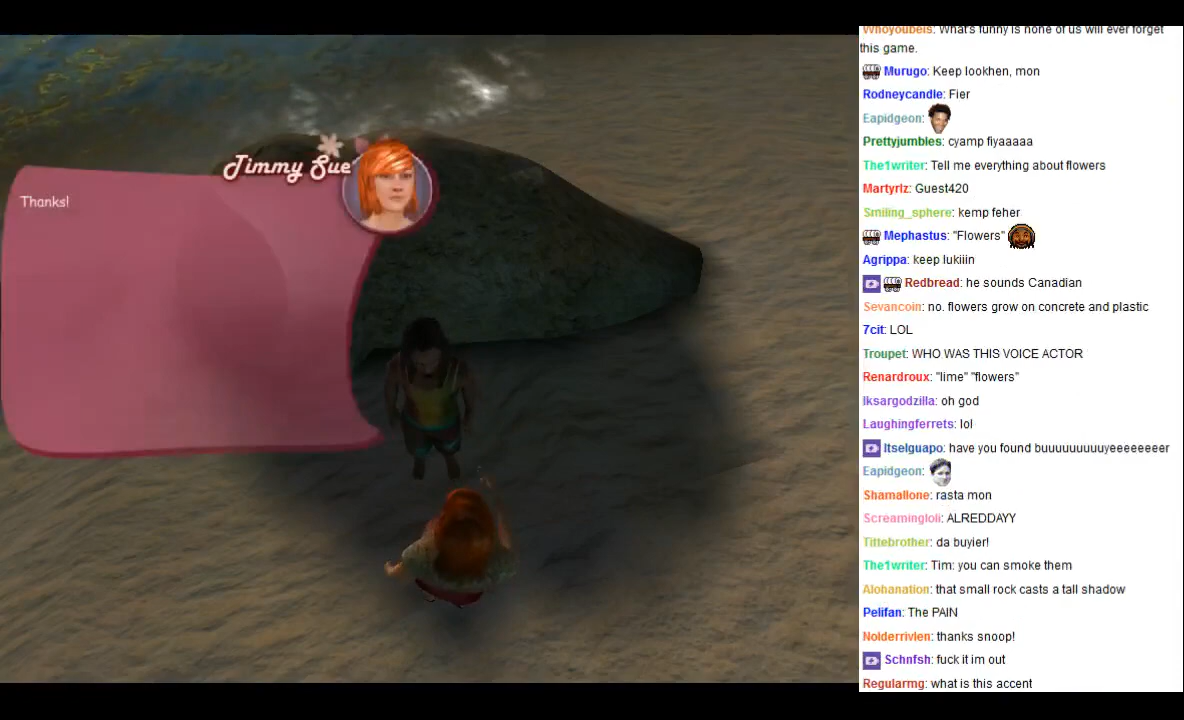 Jimmy Sue
Thanks!
Whoyoubels: What's funny is none of us will ever forget
this game.
Murugo: Keep lookhen, mon
Rodneycandle: Fier
Eapidgeon:
Prettyjumbles: cyamp fiyaaaaa
The1writer: Tell me everything about flowers
Martyrlz: Guest420
Smiling_sphere: kemp feher
Mephastus: "Flowers"
Agrippa: keep lukiiin
Redbread: he sounds Canadian
Sevancoin: no. flowers grow on concrete and plastic
7cit: LOL
Troupet: WHO WAS THIS VOICE ACTOR
Renardroux: "lime" "flowers"
Iksargodzilla: oh god
Laughingferrets: lol
Itselguapo: have you found buuuuuuuuuyeeeeeeeer
Eapidgeon:
Shamallone: rasta mon
Screamingloli: ALREDDAYY
Tittebrother: da buyier!
The1writer: Tim: you can smoke them
Alohanation: that small rock casts a tall shadow
Pelifan: The PAIN
Nolderrivlen: thanks snoop!
Schnfsh: fuck it im out
Regularmg: what is this accent